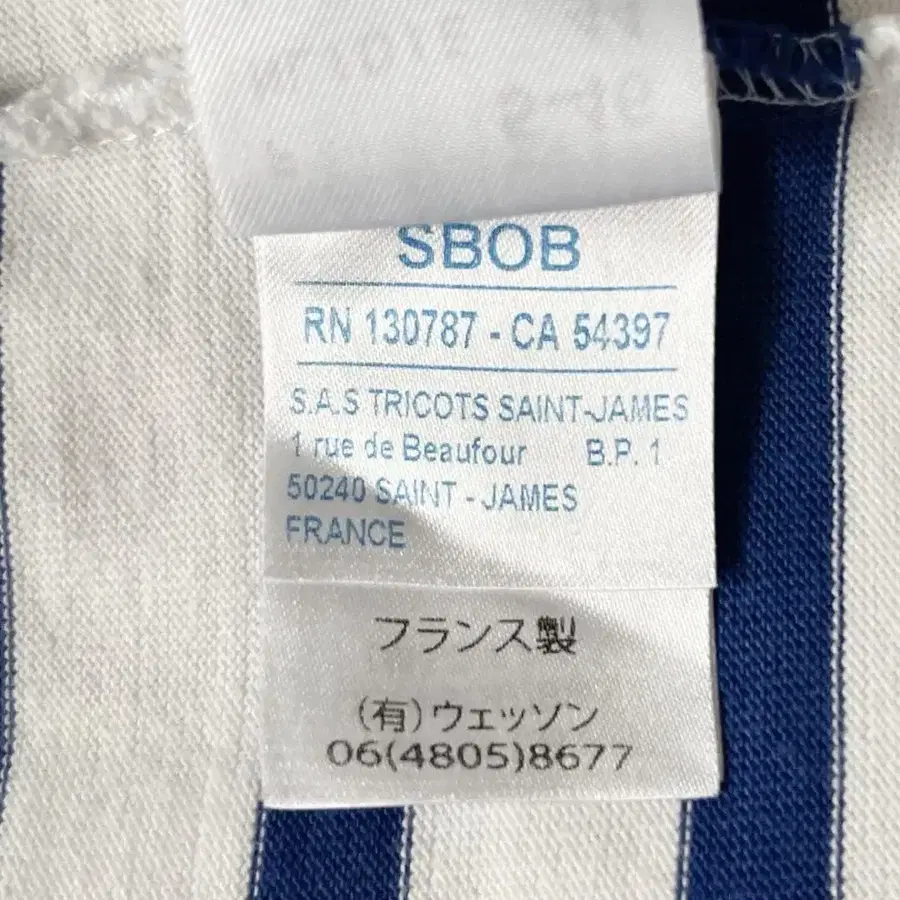 SBOB
RN 130787 - CA 54397
S.A.S TRICOTS SAINT-JAMES
1 rue de Beaufour B.P. 1
50240 SAINT - JAMES
FRANCE
フランス製
(有)ウェッソン
06(4805)8677